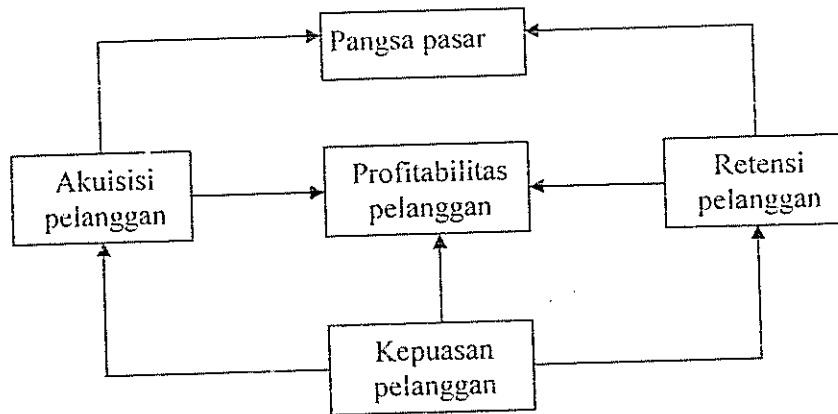 Pangsa pasar
Akuisisi
pelanggan
Profitabilitas
pelanggan
Retensi
pelanggan
Kepuasan
pelanggan